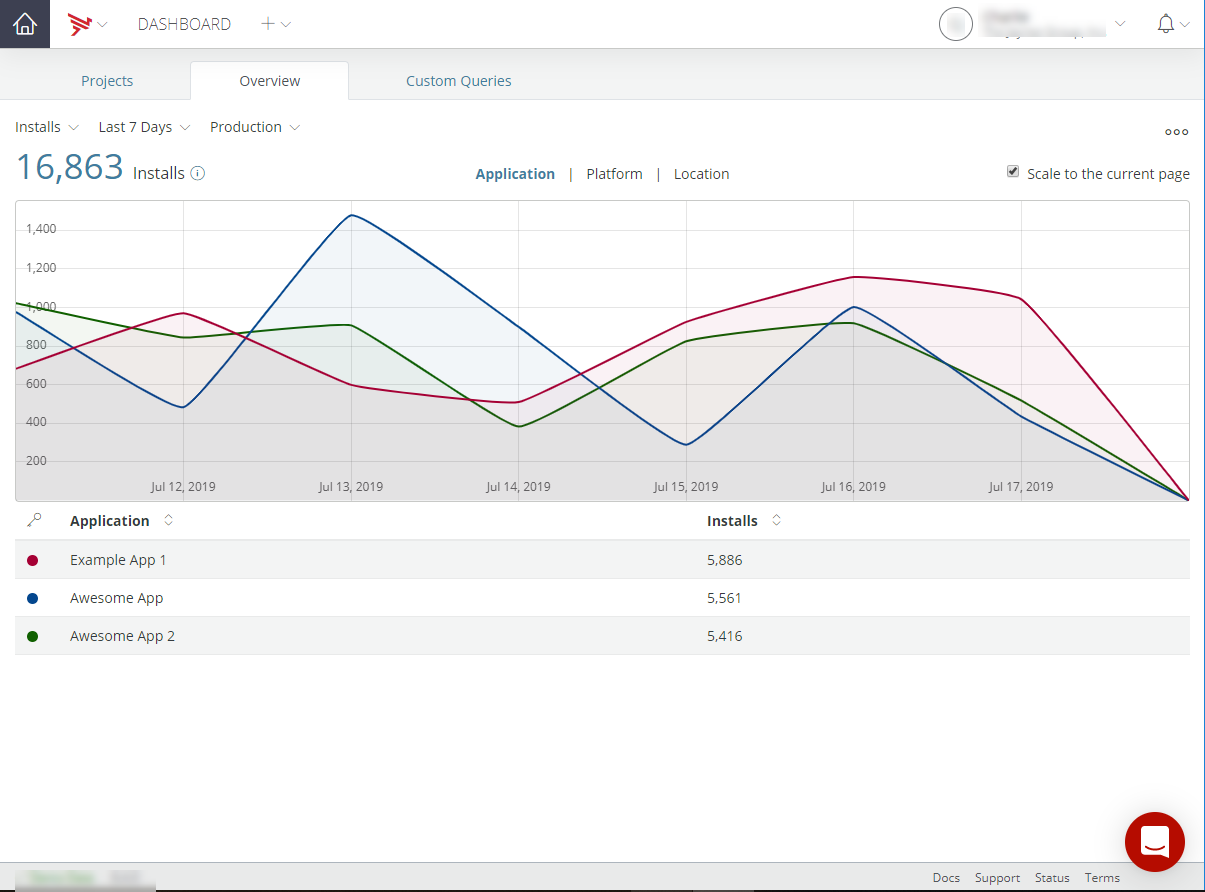 DASHBOARD
Projects Overview Custom Queries
Installs Last 7 Days Production
16,863 Installs
Application | Platform | Location
Scale to the current page
1,400
1,200
1,000
800
600
400
200
Jul 12, 2019 Jul 13, 2019 Jul 14, 2019 Jul 15, 2019 Jul 16, 2019 Jul 17, 2019
Application Installs
Example App 1 5,886
Awesome App 5,561
Awesome App 2 5,416
Docs Support Status Terms